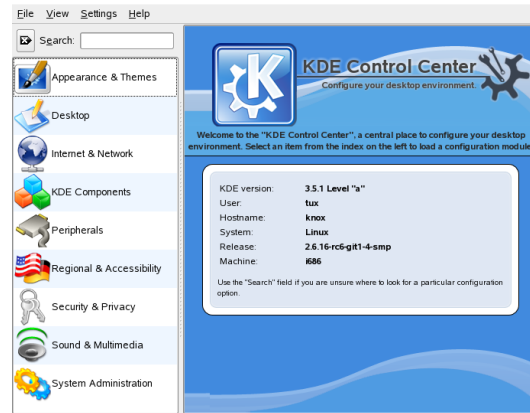 File View Settings Help
Search:
Appearance & Themes
Desktop
Internet & Network
KDE Components
Peripherals
Regional & Accessibility
Security & Privacy
Sound & Multimedia
System Administration
KDE Control Center
Configure your desktop environment.
Welcome to the "KDE Control Center", a central place to configure your desktop
environment. Select an item from the index on the left to load a configuration module
KDE version: 3.5.1 Level "a"
User: tux
Hostname: knox
System: Linux
Release: 2.6.16-rc6-git1-4-smp
Machine: i686
Use the "Search" field if you are unsure where to look for a particular configuration
option.